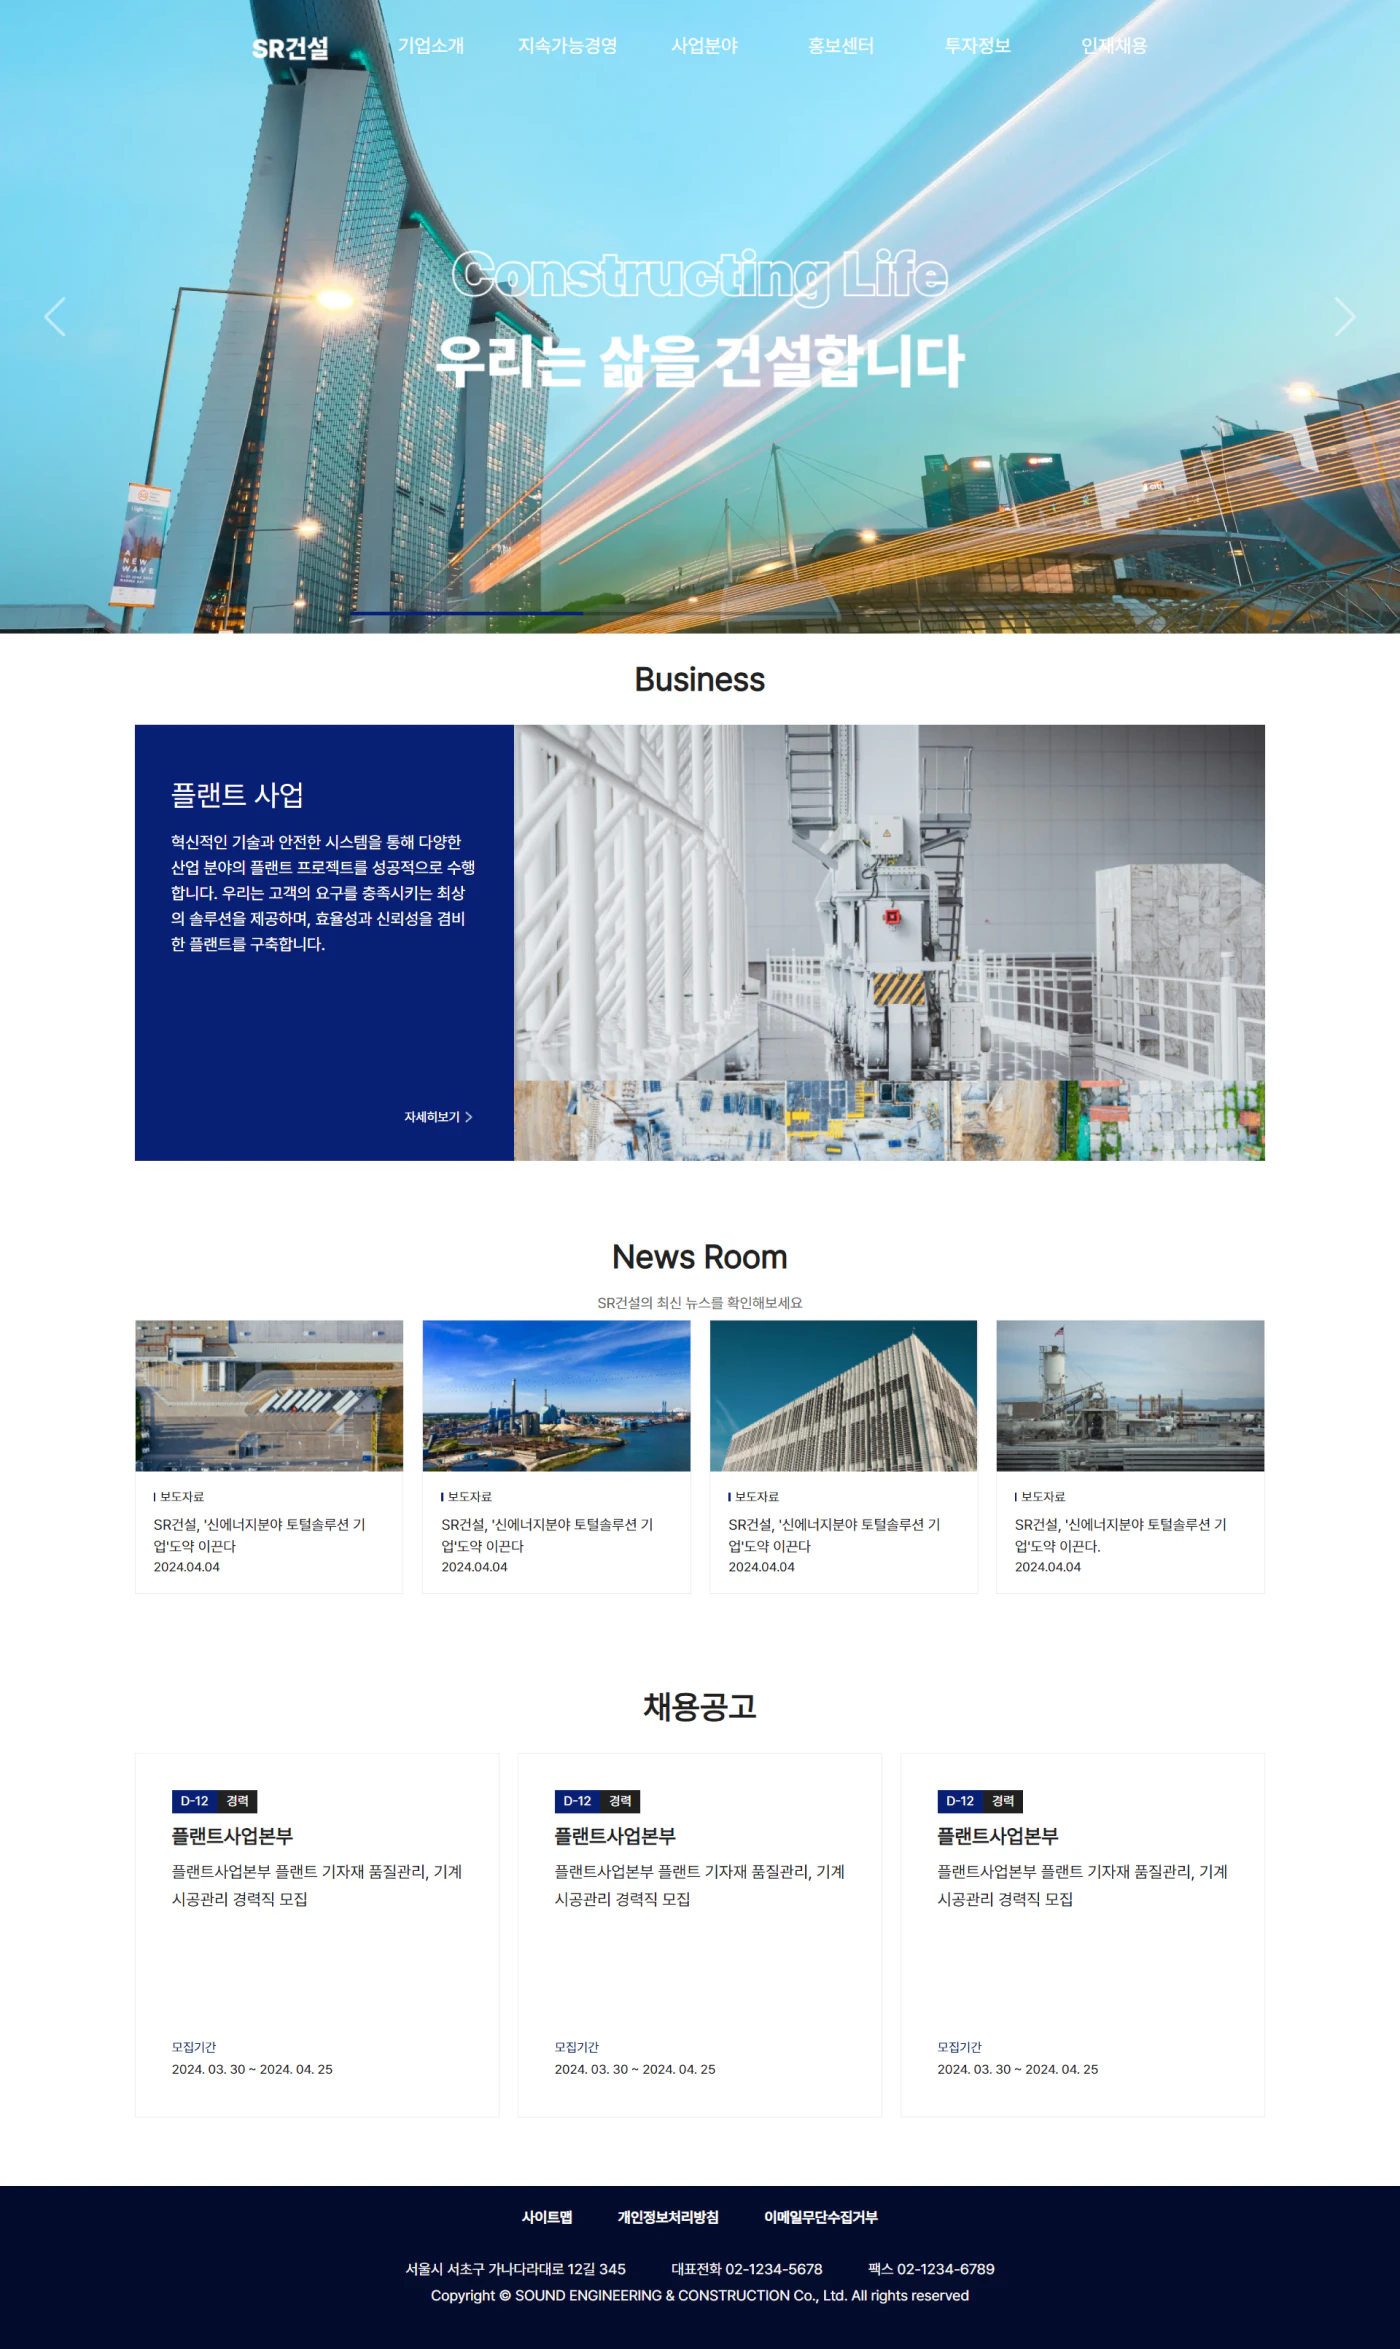 SR건설
기업소개
지속가능경영
사업분야
홍보센터
투자정보
인재채용
Constructing Life
우리는 삶을 건설합니다
A
NEW
WAVE
citi
Business
플랜트 사업
혁신적인 기술과 안전한 시스템을 통해 다양한
산업 분야의 플랜트 프로젝트를 성공적으로 수행
합니다. 우리는 고객의 요구를 충족시키는 최상
의 솔루션을 제공하며, 효율성과 신뢰성을 겸비
한 플랜트를 구축합니다.
자세히보기
News Room
SR건설의 최신 뉴스를 확인해보세요
보도자료
SR건설, '신에너지분야 토털솔루션 기
업'도약 이끈다
2024.04.04
보도자료
SR건설, '신에너지분야 토털솔루션 기
업'도약 이끈다
2024.04.04
보도자료
SR건설, '신에너지분야 토털솔루션 기
업'도약 이끈다
2024.04.04
보도자료
SR건설, '신에너지분야 토털솔루션 기
업'도약 이끈다.
2024.04.04
채용공고
D-12 경력
플랜트사업본부
플랜트사업본부 플랜트 기자재 품질관리, 기계
시공관리 경력직 모집
모집기간
2024. 03. 30 ~ 2024. 04. 25
D-12 경력
플랜트사업본부
플랜트사업본부 플랜트 기자재 품질관리, 기계
시공관리 경력직 모집
모집기간
2024. 03. 30 ~ 2024. 04. 25
D-12 경력
플랜트사업본부
플랜트사업본부 플랜트 기자재 품질관리, 기계
시공관리 경력직 모집
모집기간
2024. 03. 30 ~ 2024. 04. 25
사이트맵 개인정보처리방침 이메일무단수집거부
서울시 서초구 가나다라대로 12길 345 대표전화 02-1234-5678 팩스 02-1234-6789
Copyright © SOUND ENGINEERING & CONSTRUCTION Co., Ltd. All rights reserved